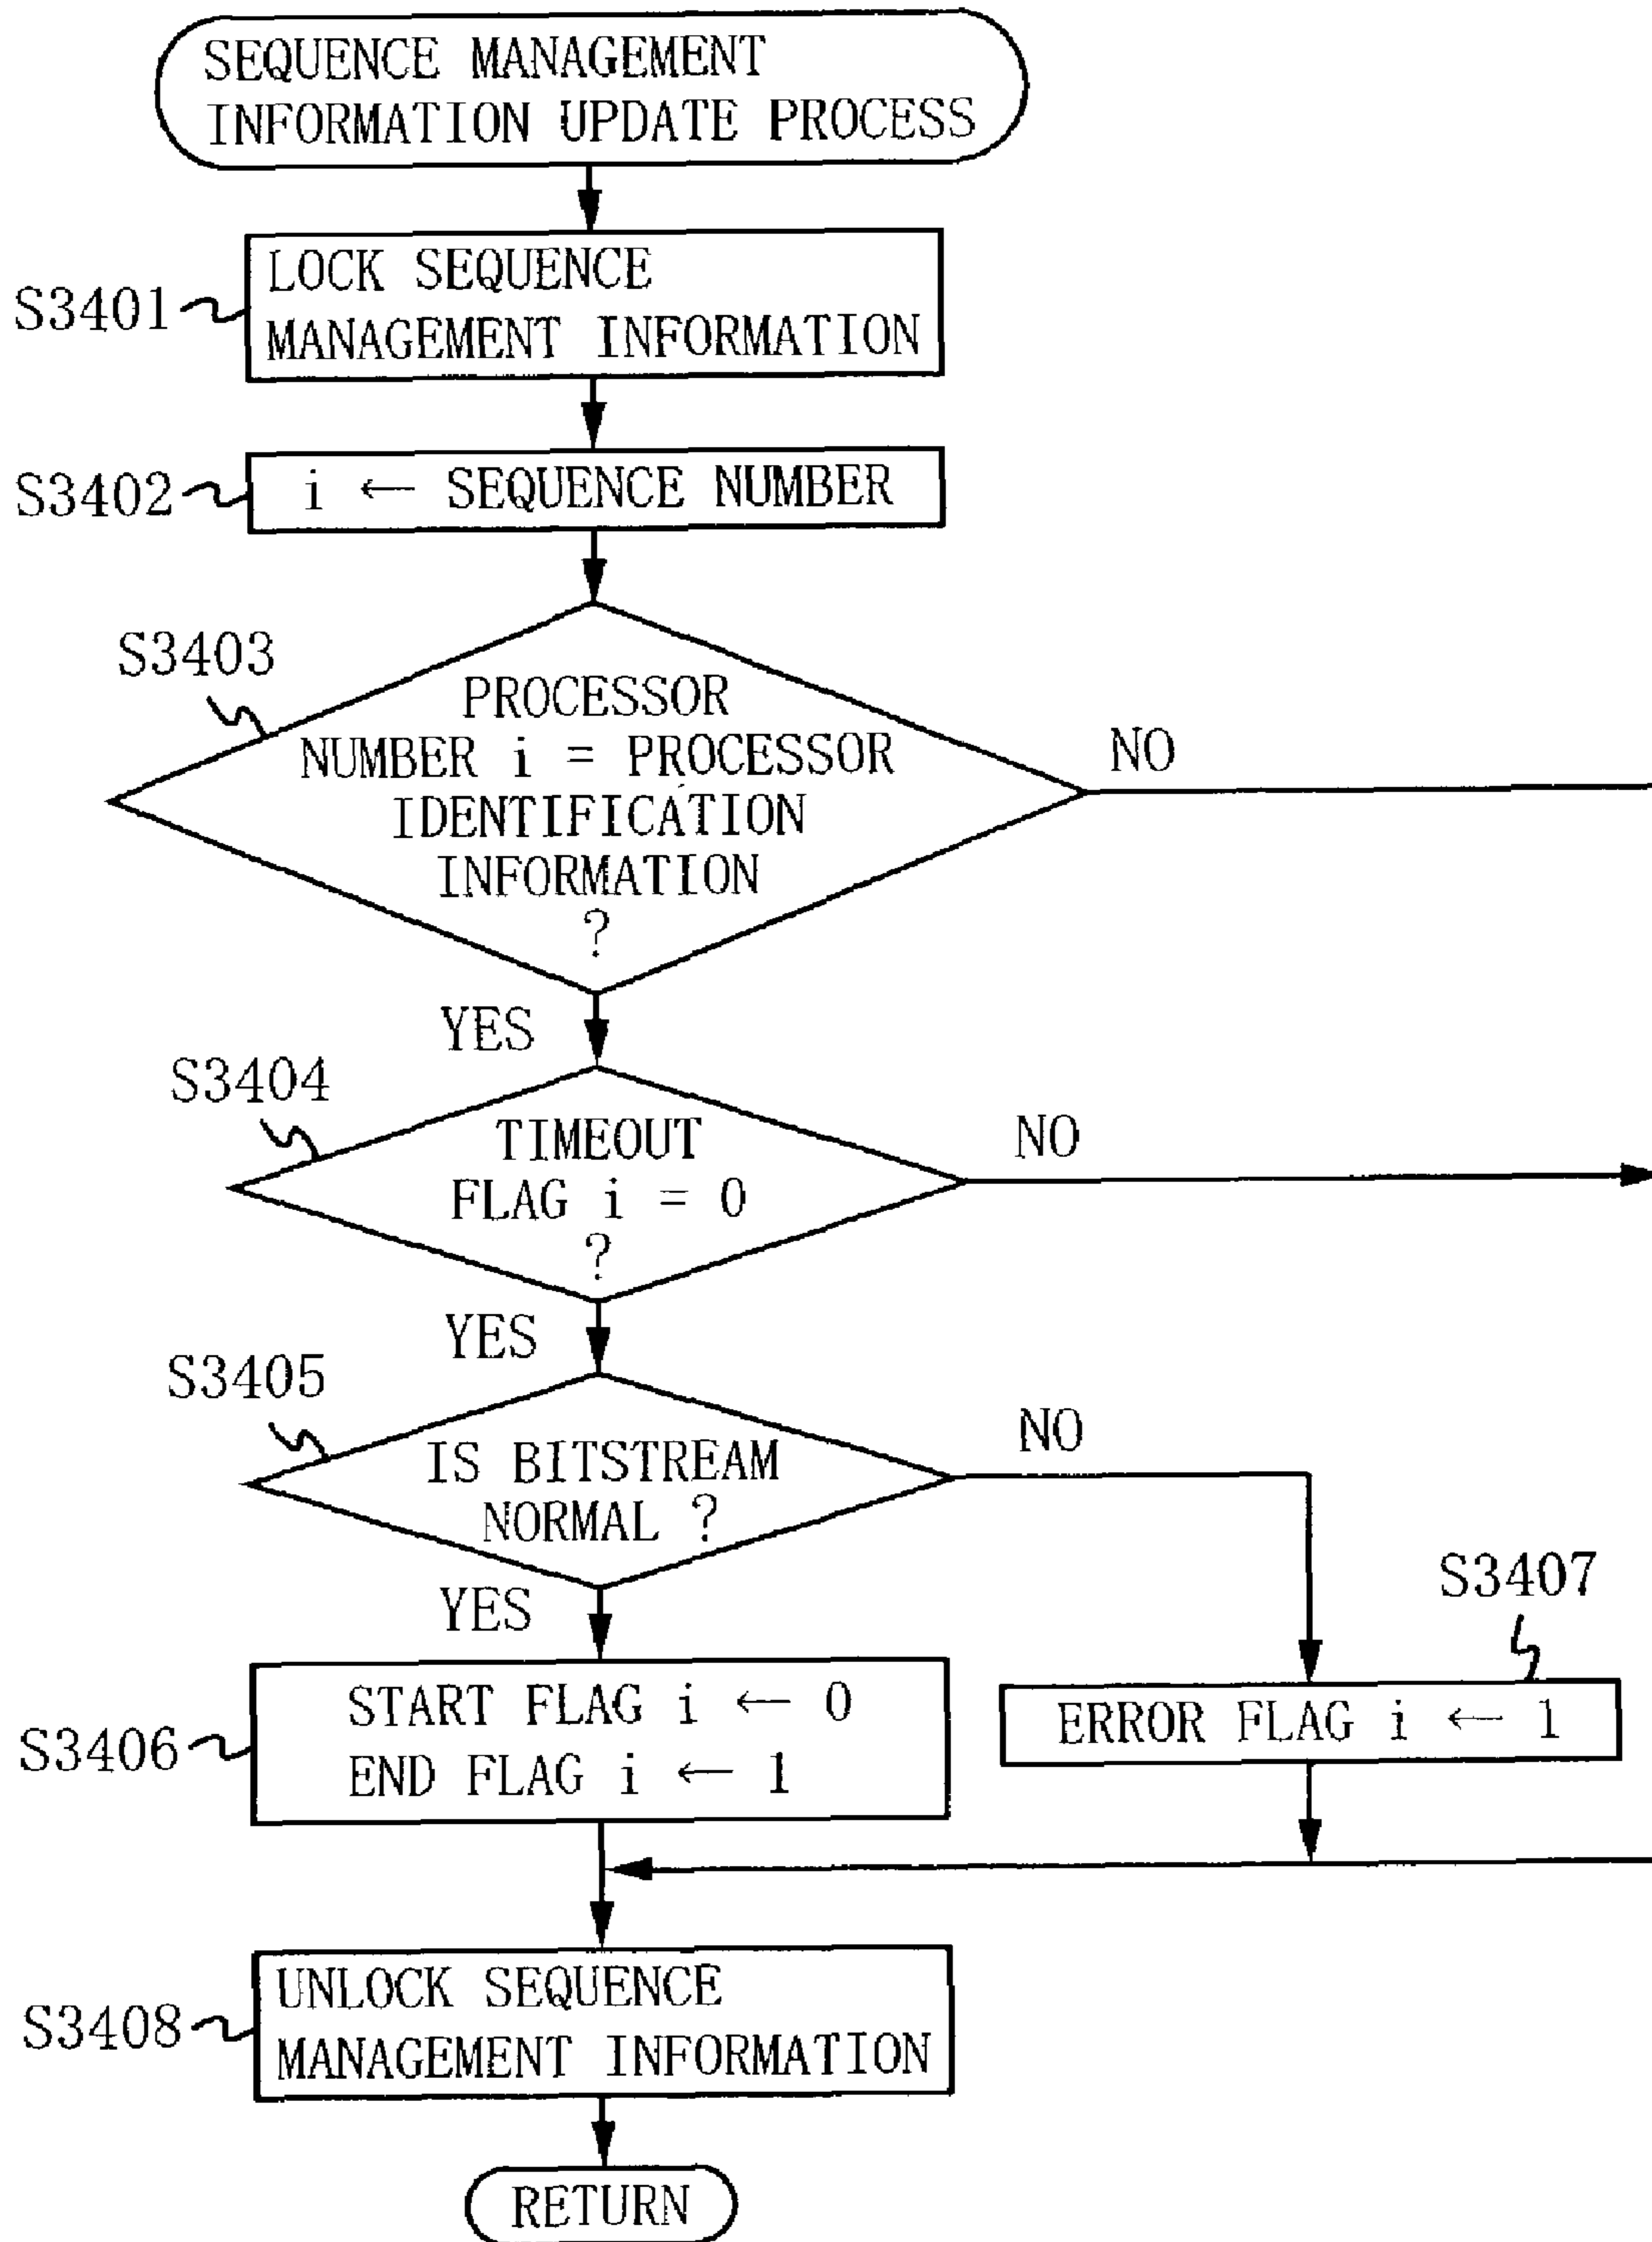 SEQUENCE MANAGEMENT
INFORMATION UPDATE PROCESS
S3401
LOCK SEQUENCE
MANAGEMENT INFORMATION
S3402
i ← SEQUENCE NUMBER
S3403
PROCESSOR
NUMBER i = PROCESSOR
IDENTIFICATION
INFORMATION
?
NO
YES
S3404
TIMEOUT
FLAG i = 0
?
NO
YES
S3405
IS BITSTREAM
NORMAL ?
NO
YES
S3406
START FLAG i ← 0
END FLAG i ← 1
S3407
ERROR FLAG i ← 1
S3408
UNLOCK SEQUENCE
MANAGEMENT INFORMATION
RETURN